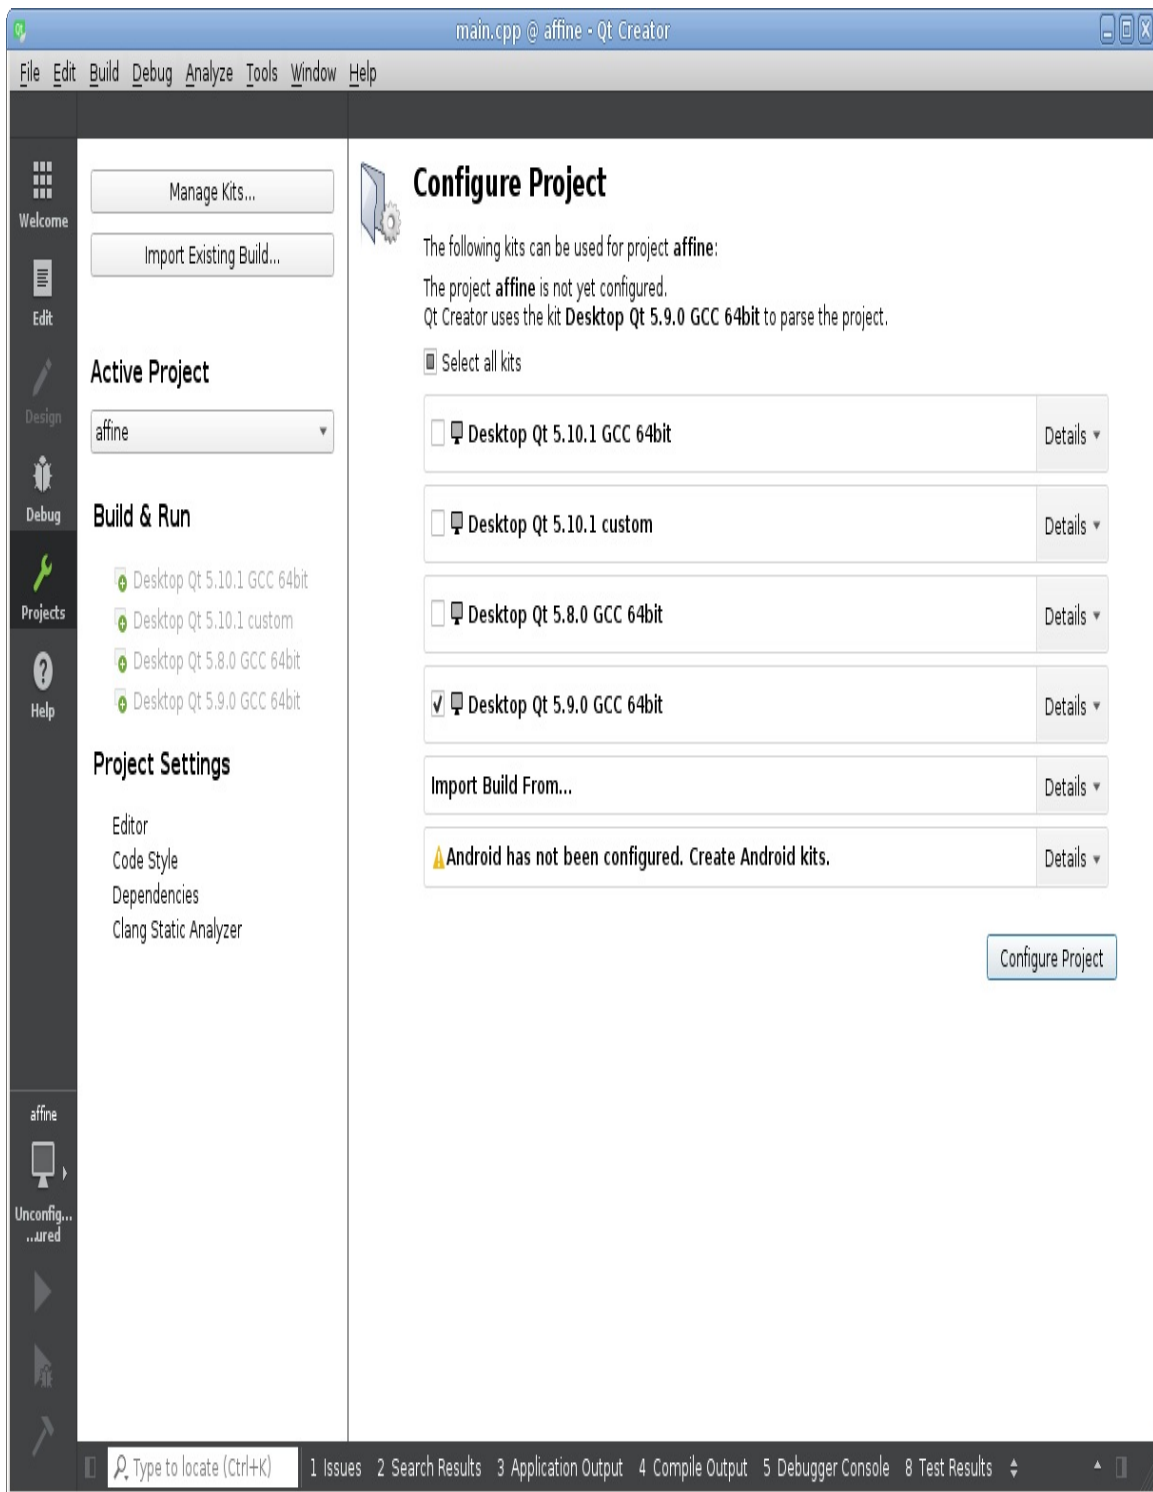 main.cpp @ affine - Qt Creator
File Edit Build Debug Analyze Tools Window Help
Welcome
Edit
Design
Debug
Projects
Help
Manage Kits...
Import Existing Build...
Active Project
affine
Build & Run
Desktop Qt 5.10.1 GCC 64bit
Desktop Qt 5.10.1 custom
Desktop Qt 5.8.0 GCC 64bit
Desktop Qt 5.9.0 GCC 64bit
Project Settings
Editor
Code Style
Dependencies
Clang Static Analyzer
Configure Project
The following kits can be used for project affine:
The project affine is not yet configured.
Qt Creator uses the kit Desktop Qt 5.9.0 GCC 64bit to parse the project.
Select all kits
Desktop Qt 5.10.1 GCC 64bit Details
Desktop Qt 5.10.1 custom Details
Desktop Qt 5.8.0 GCC 64bit Details
Desktop Qt 5.9.0 GCC 64bit Details
Import Build From... Details
Android has not been configured. Create Android kits. Details
Configure Project
affine
Unconfig...
...ured
Type to locate (Ctrl+K) 1 Issues 2 Search Results 3 Application Output 4 Compile Output 5 Debugger Console 8 Test Results